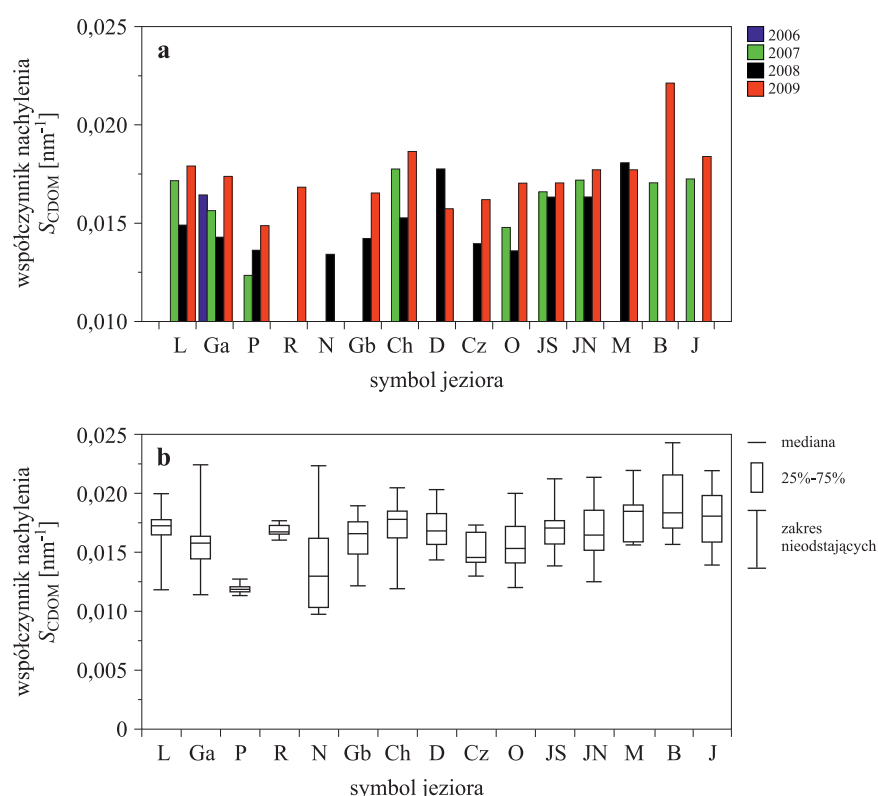 a
0,025
0,020
0,015
0,010
współczynnik nachylenia
S_CDOM [nm⁻¹]
L Ga P R N Gb Ch D Cz O JS JN M B J
symbol jeziora
2006
2007
2008
2009
b
0,025
0,020
0,015
0,010
0,005
0
współczynnik nachylenia
S_CDOM [nm⁻¹]
L Ga P R N Gb Ch D Cz O JS JN M B J
symbol jeziora
mediana
25%-75%
zakres
nieodstających